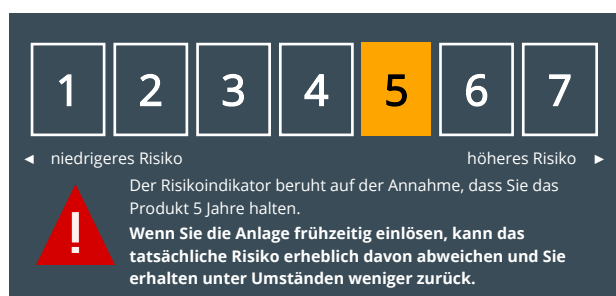 1 2 3 4 5 6 7
◄ niedrigeres Risiko höheres Risiko ►
!
Der Risikoindikator beruht auf der Annahme, dass Sie das
Produkt 5 Jahre halten.
Wenn Sie die Anlage frühzeitig einlösen, kann das
tatsächliche Risiko erheblich davon abweichen und Sie
erhalten unter Umständen weniger zurück.